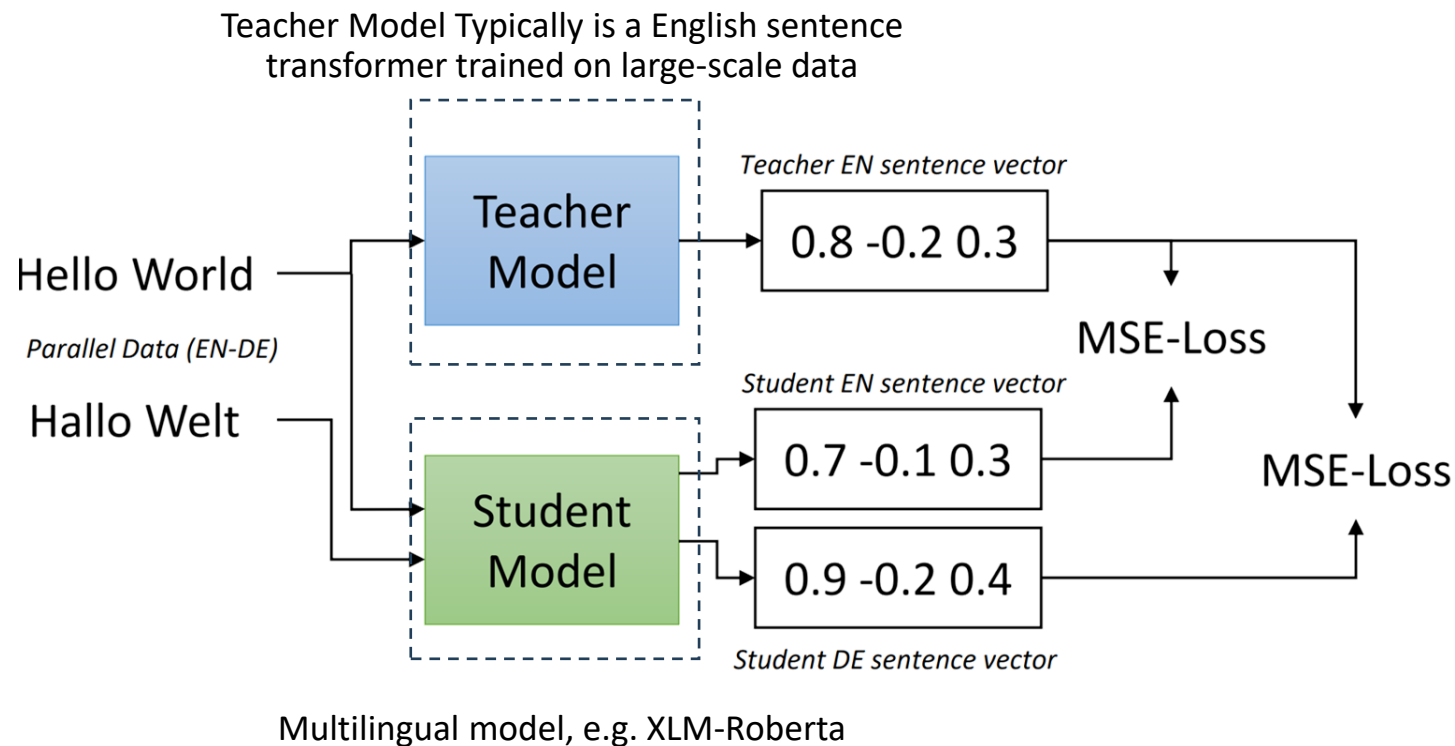 Teacher Model Typically is a English sentence
transformer trained on large-scale data
Teacher
Model
Teacher EN sentence vector
0.8 -0.2 0.3
Hello World
Parallel Data (EN-DE)
Hallo Welt
MSE-Loss
Student EN sentence vector
0.7 -0.1 0.3
MSE-Loss
Student
Model
0.9 -0.2 0.4
Student DE sentence vector
Multilingual model, e.g. XLM-Roberta